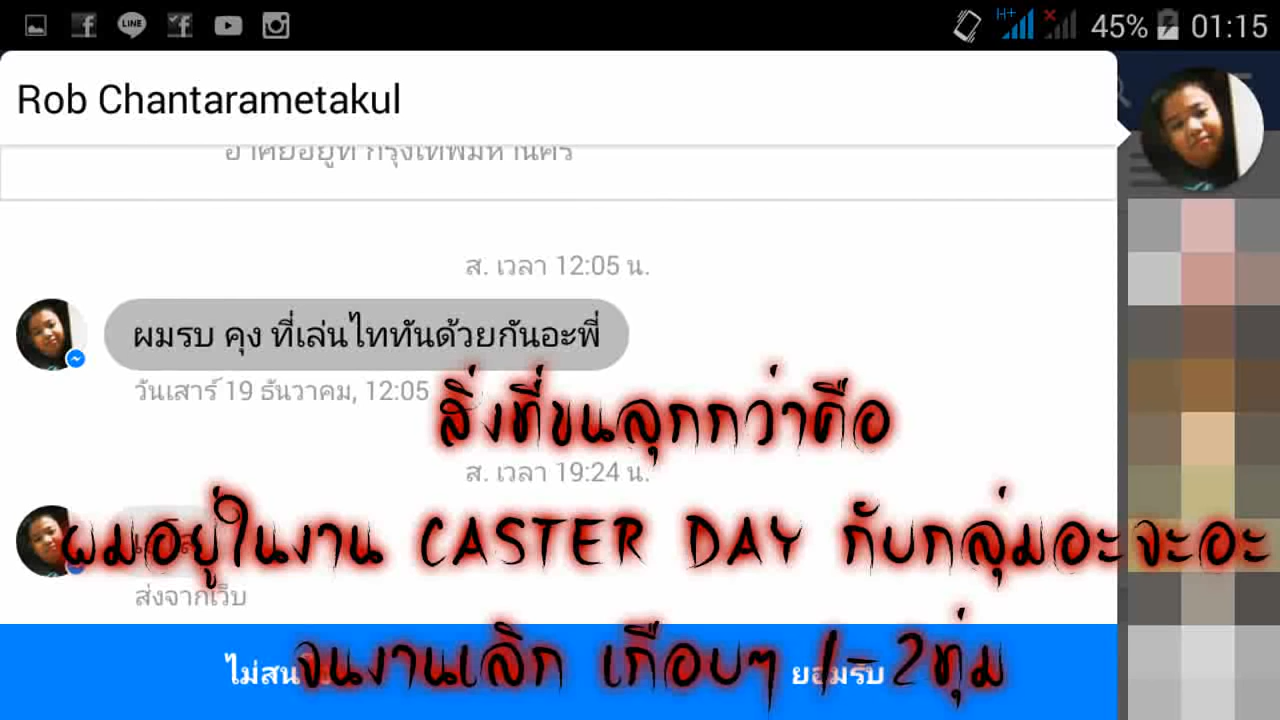 45% 01:15
Rob Chantarametakul
อาศัยอยู่ที่ กรุงเทพมหานคร
ส. เวลา 12:05 น.
ผมรบ คุง ที่เล่นไททันด้วยกันอะพี่
วันเสาร์ 19 ธันวาคม, 12:05
สิ่งที่ขนลุกกว่าคือ
ส. เวลา 19:24 น.
ผมอยู่ในงาน CASTER DAY กับกลุ่มอะจะอะ
ส่งจากเว็บ
จนงานเลิก เกือบๆ 1-2ทุ่ม
ยอมรับ